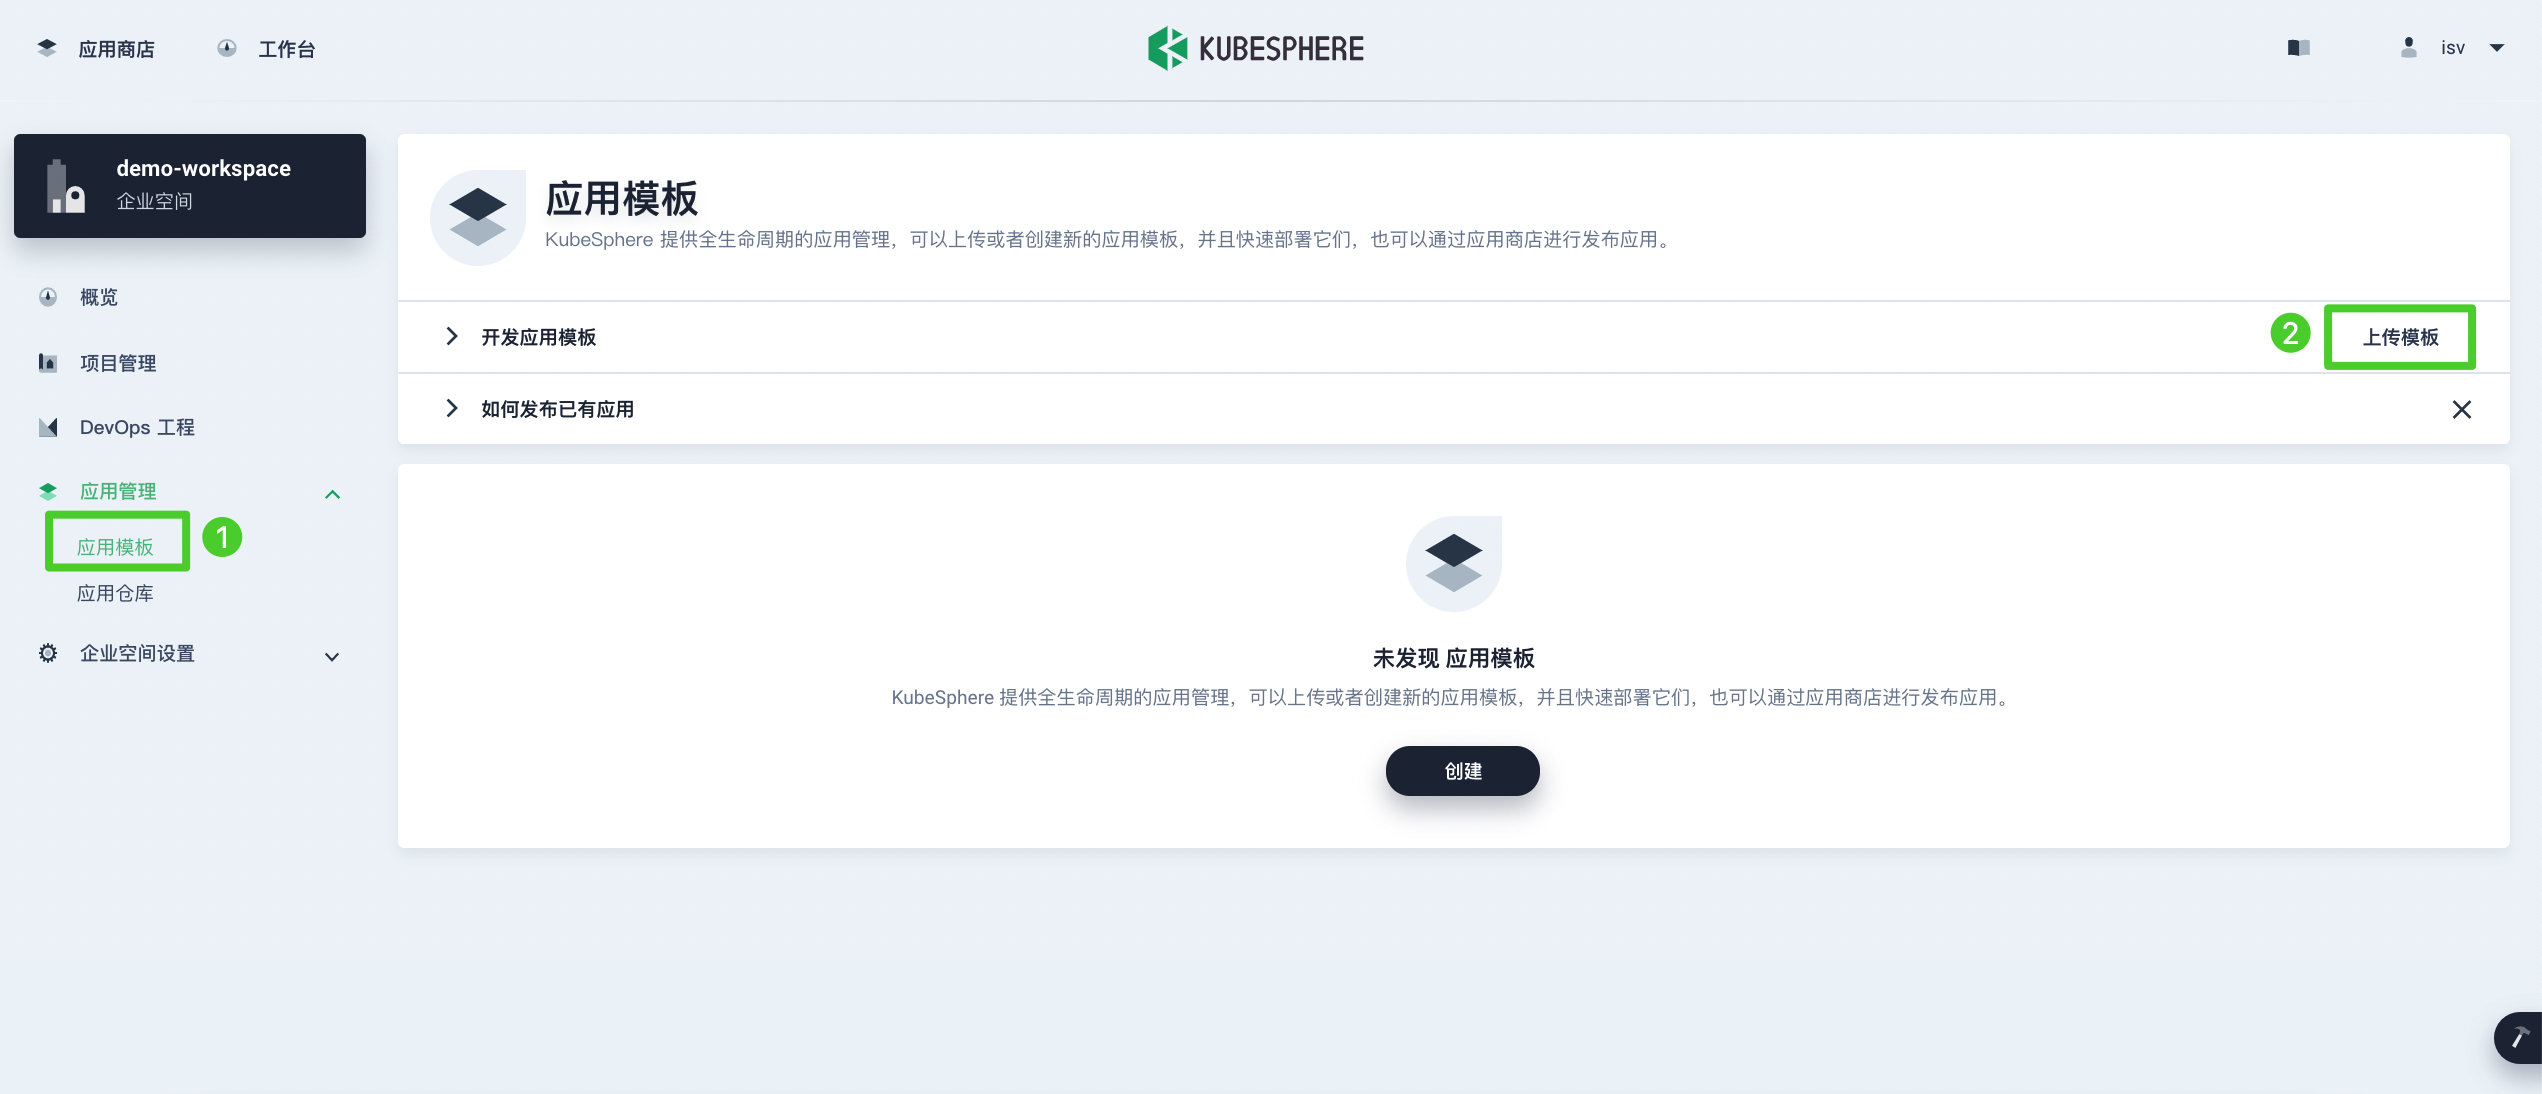 应用商店
工作台
KUBESPHERE
isv
demo-workspace
企业空间
概览
项目管理
DevOps 工程
应用管理
应用模板
1
应用仓库
企业空间设置
应用模板
KubeSphere 提供全生命周期的应用管理，可以上传或者创建新的应用模板，并且快速部署它们，也可以通过应用商店进行发布应用。
开发应用模板
2
上传模板
如何发布已有应用
未发现 应用模板
KubeSphere 提供全生命周期的应用管理，可以上传或者创建新的应用模板，并且快速部署它们，也可以通过应用商店进行发布应用。
创建